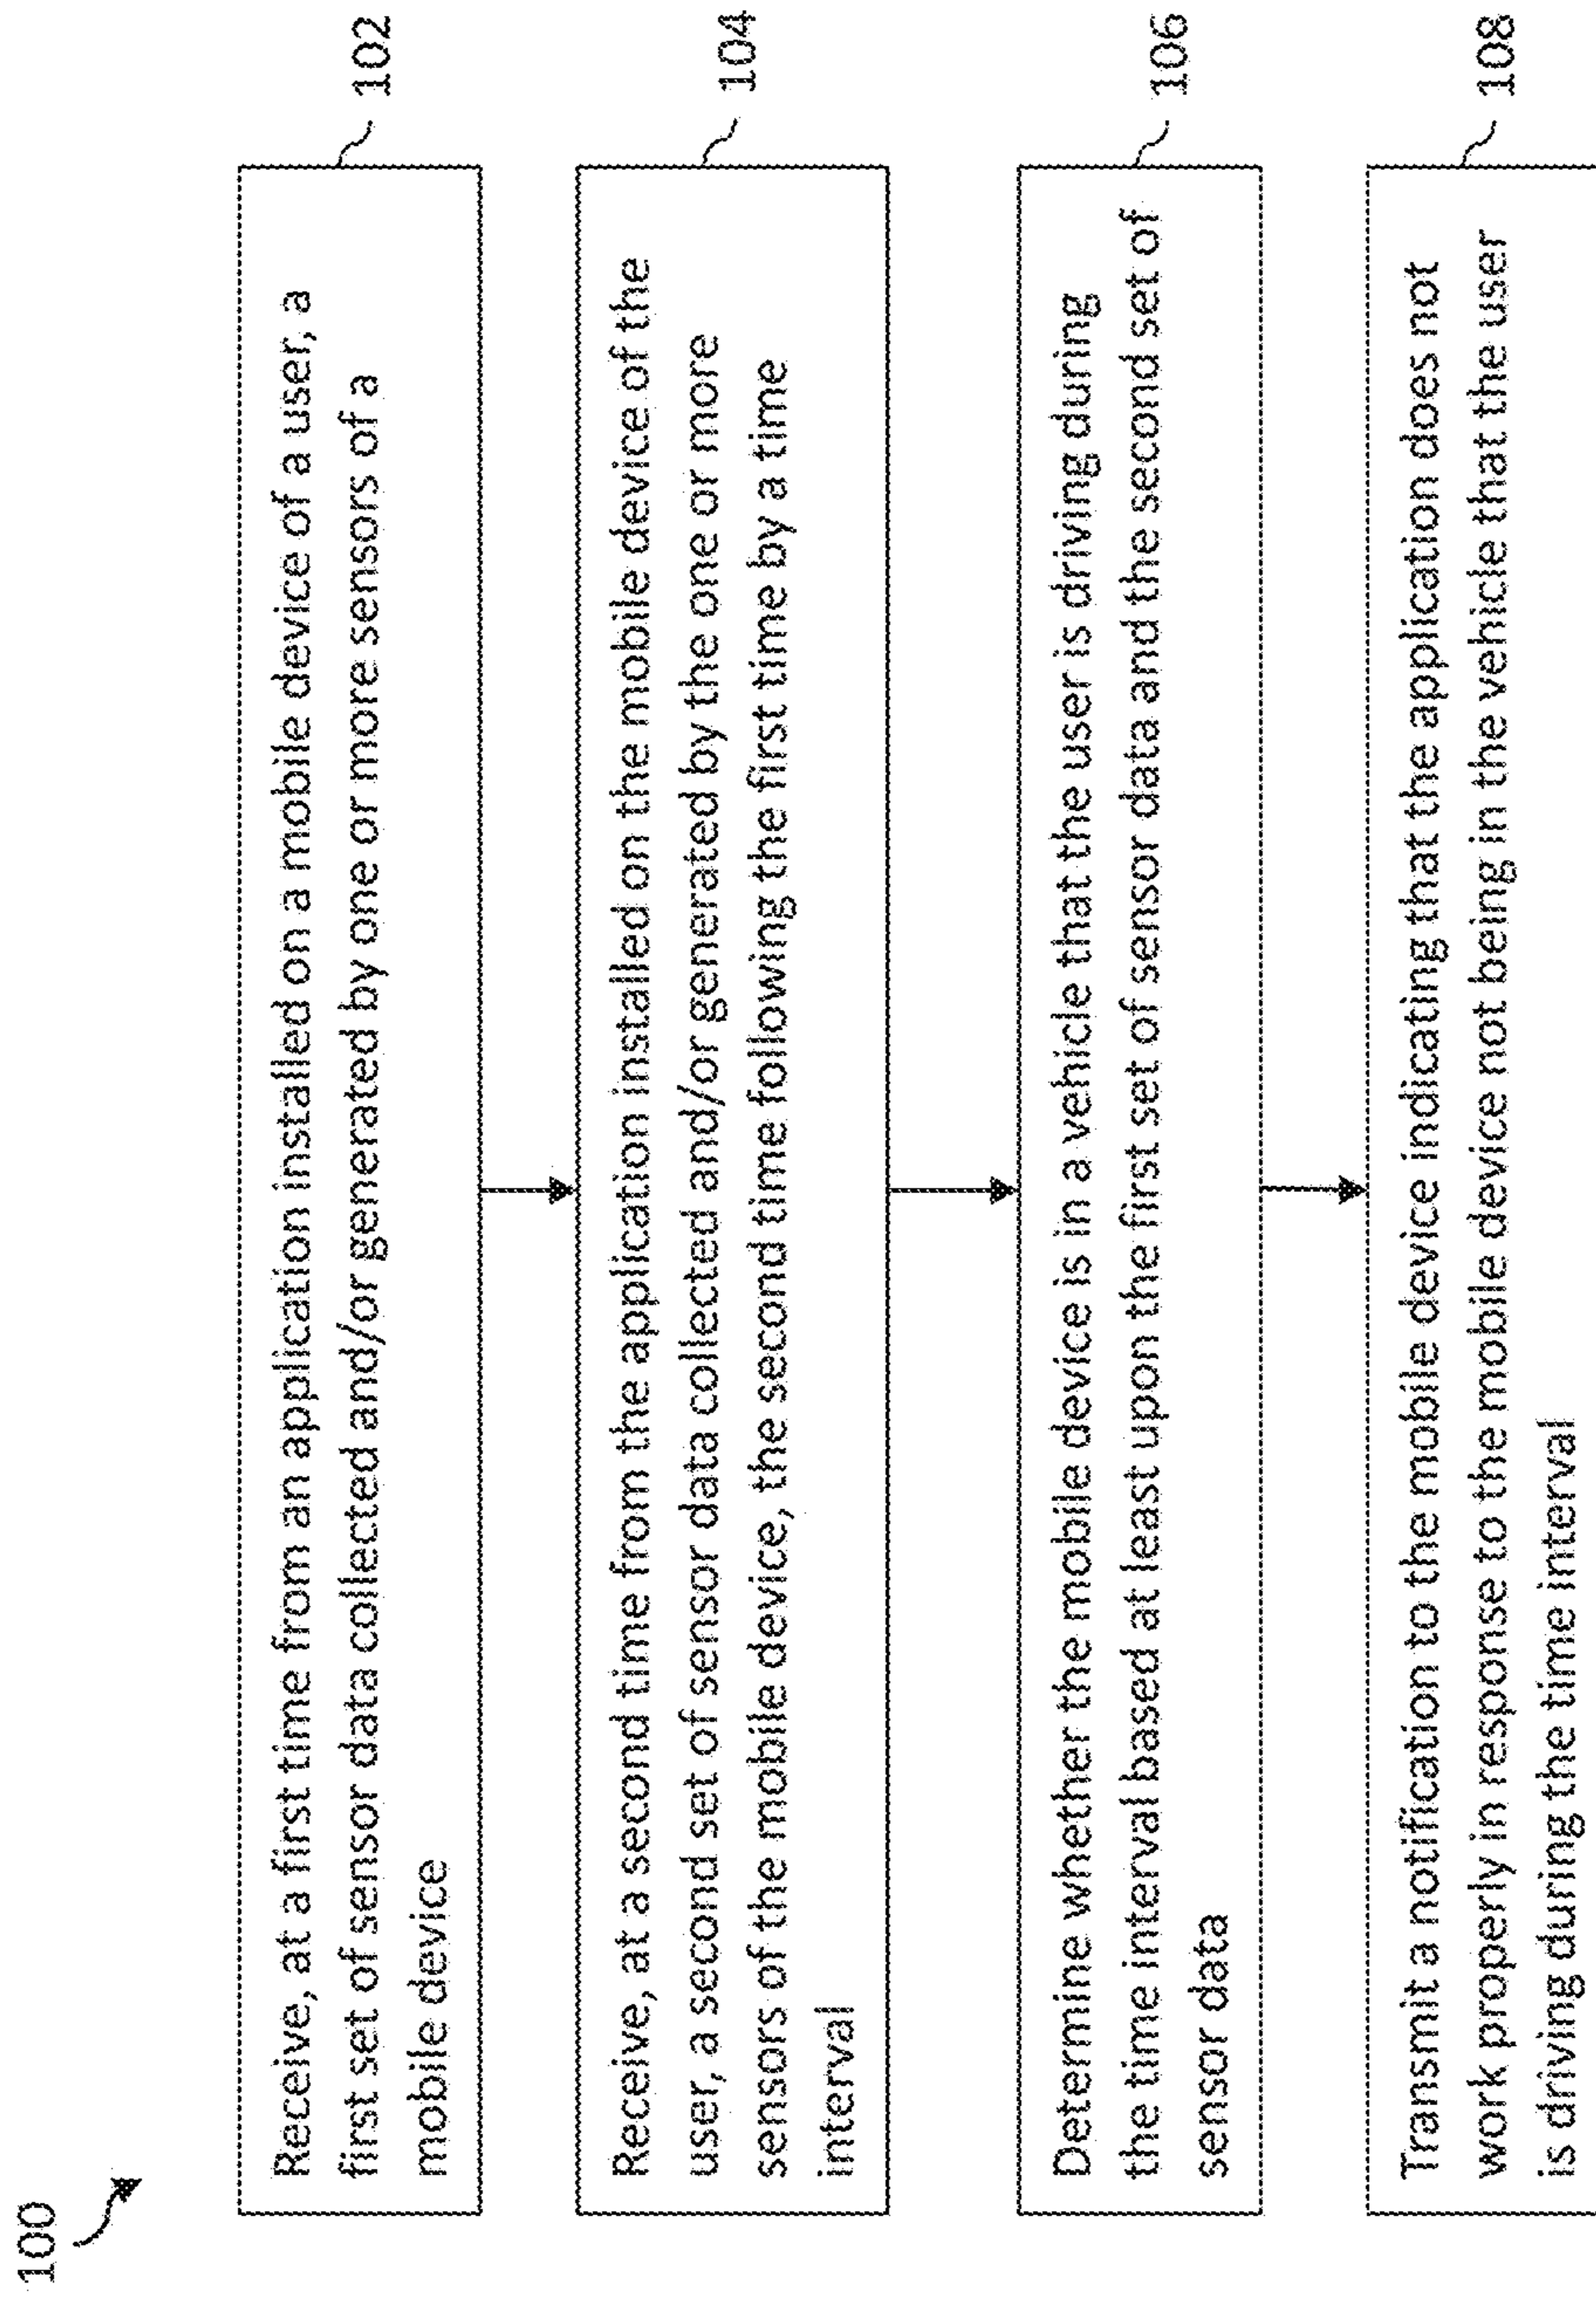 100
Receive, at a first time from an application installed on a mobile device of a user, a
first set of sensor data collected and/or generated by one or more sensors of a
mobile device
102
Receive, at a second time from the application installed on the mobile device of the
user, a second set of sensor data collected and/or generated by the one or more
sensors of the mobile device, the second time following the first time by a time
interval
104
Determine whether the mobile device is in a vehicle that the user is driving during
the time interval based at least upon the first set of sensor data and the second set of
sensor data
106
Transmit a notification to the mobile device indicating that the application does not
work properly in response to the mobile device not being in the vehicle that the user
is driving during the time interval
108